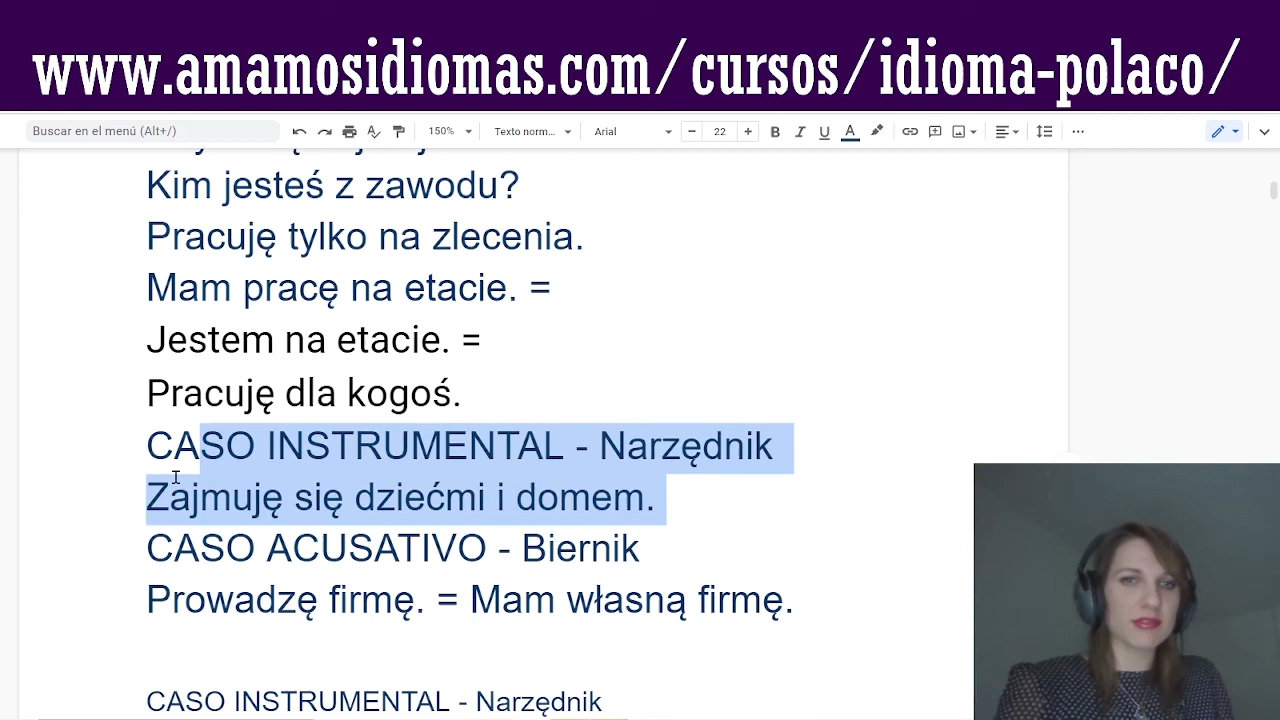 www.amamosidiomas.com/cursos/idioma-polaco/
Buscar en el menú (Alt+/) 150% Texto norm... Arial − 22 + B I U A
Kim jesteś z zawodu?
Pracuję tylko na zlecenia.
Mam pracę na etacie. =
Jestem na etacie. =
Pracuję dla kogoś.
CASO INSTRUMENTAL - Narzędnik
Zajmuję się dziećmi i domem.
CASO ACUSATIVO - Biernik
Prowadzę firmę. = Mam własną firmę.
CASO INSTRUMENTAL - Narzędnik